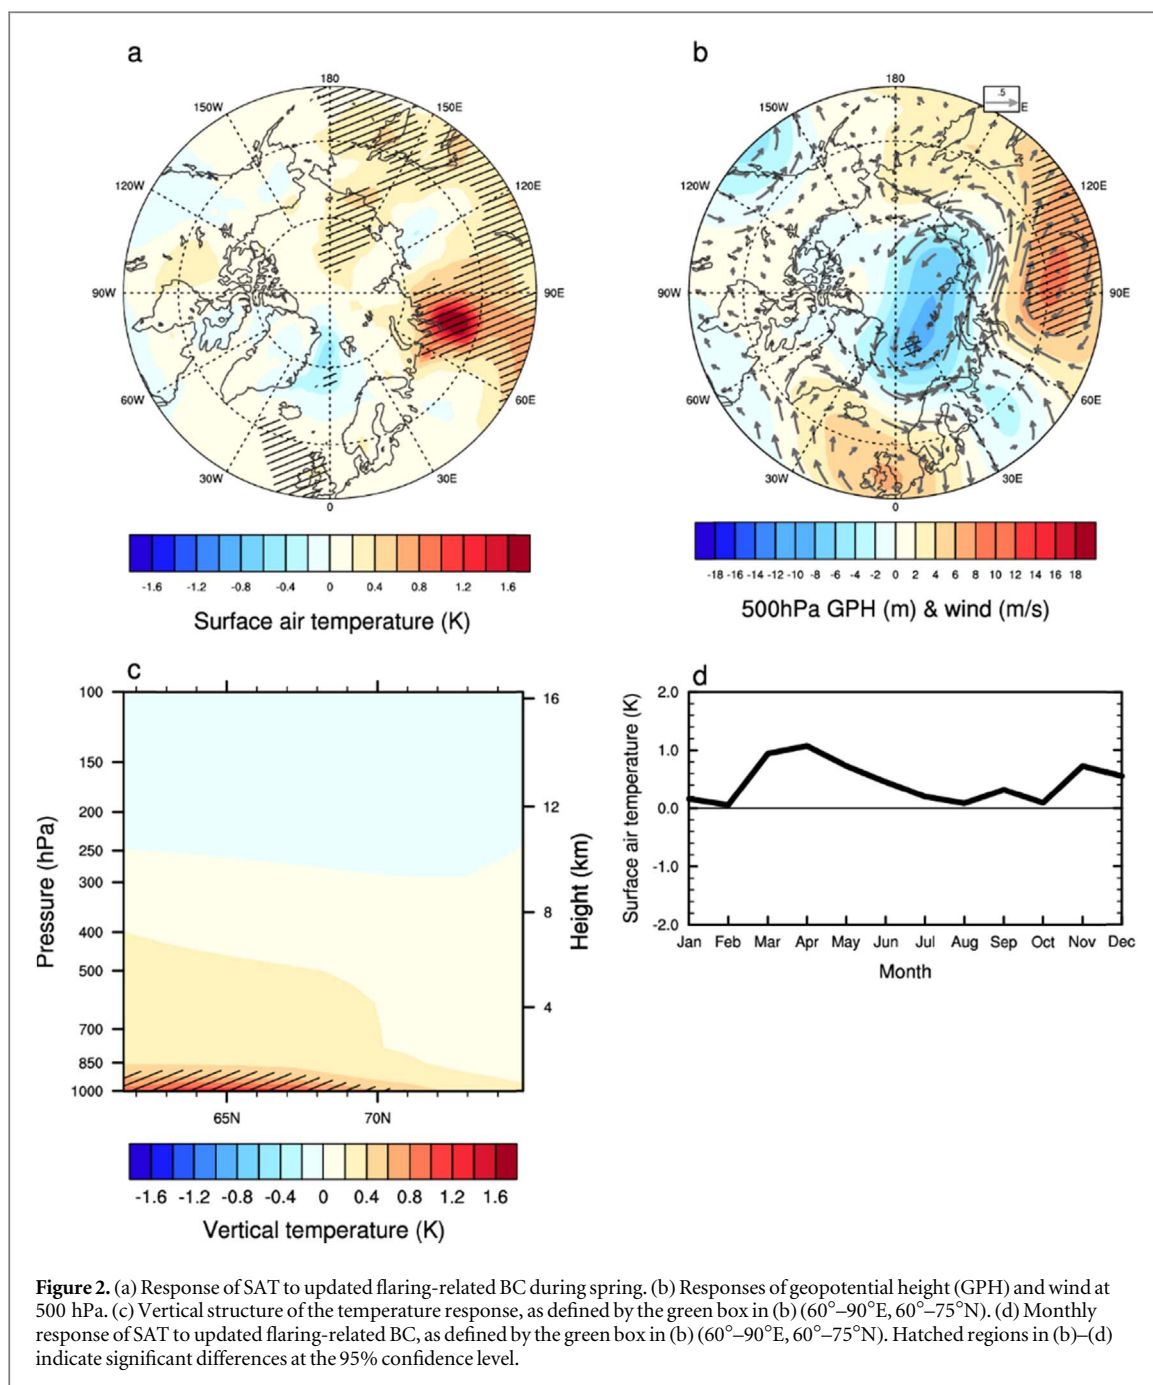 a
180
150W
150E
120W
120E
90W
90E
60W
60E
30W
30E
0
-1.6 -1.2 -0.8 -0.4 0 0.4 0.8 1.2 1.6
Surface air temperature (K)
b
180
.5
150W
E
120W
120E
90W
90E
60W
60E
30W
30E
0
-18 -16 -14 -12 -10 -8 -6 -4 -2 0 2 4 6 8 10 12 14 16 18
500hPa GPH (m) & wind (m/s)
c
100
150
200
250
300
400
500
700
850
1000
Pressure (hPa)
16
12
8
4
Height (km)
65N 70N
-1.6 -1.2 -0.8 -0.4 0 0.4 0.8 1.2 1.6
Vertical temperature (K)
d
2.0
1.0
0.0
-1.0
-2.0
Surface air temperature (K)
Jan Feb Mar Apr May Jun Jul Aug Sep Oct Nov Dec
Month
Figure 2. (a) Response of SAT to updated flaring-related BC during spring. (b) Responses of geopotential height (GPH) and wind at
500 hPa. (c) Vertical structure of the temperature response, as defined by the green box in (b) (60°–90°E, 60°–75°N). (d) Monthly
response of SAT to updated flaring-related BC, as defined by the green box in (b) (60°–90°E, 60°–75°N). Hatched regions in (b)–(d)
indicate significant differences at the 95% confidence level.